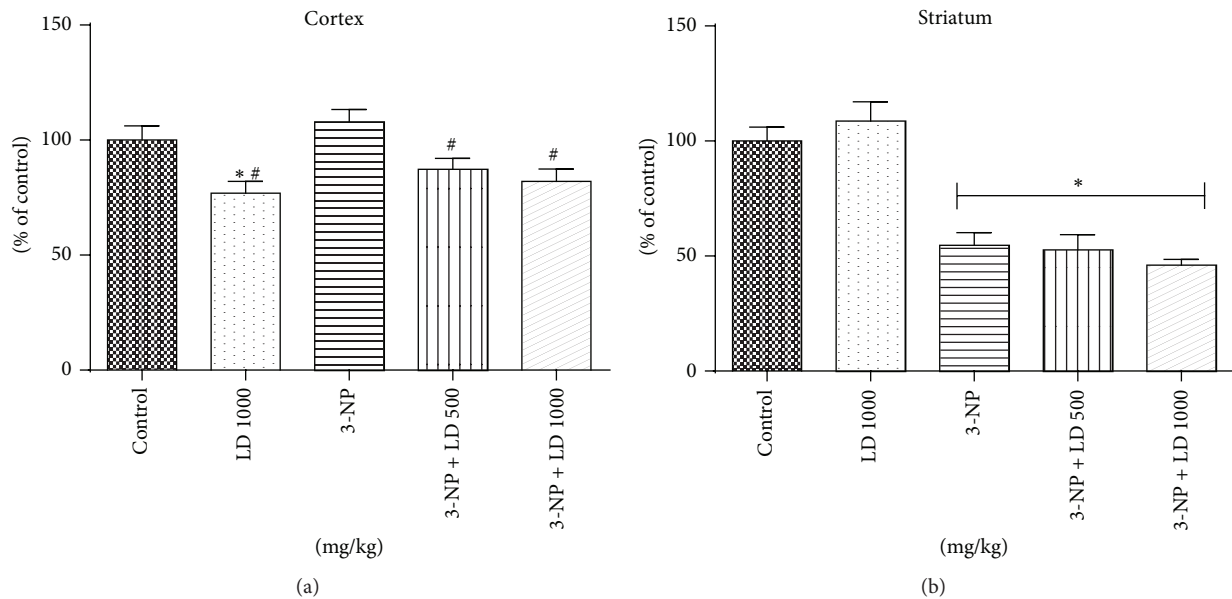 Cortex
150
100
50
0
(% of control)
* #
#
#
Control
LD 1000
3-NP
3-NP + LD 500
3-NP + LD 1000
(mg/kg)
(a)
Striatum
150
100
50
0
(% of control)
*
Control
LD 1000
3-NP
3-NP + LD 500
3-NP + LD 1000
(mg/kg)
(b)